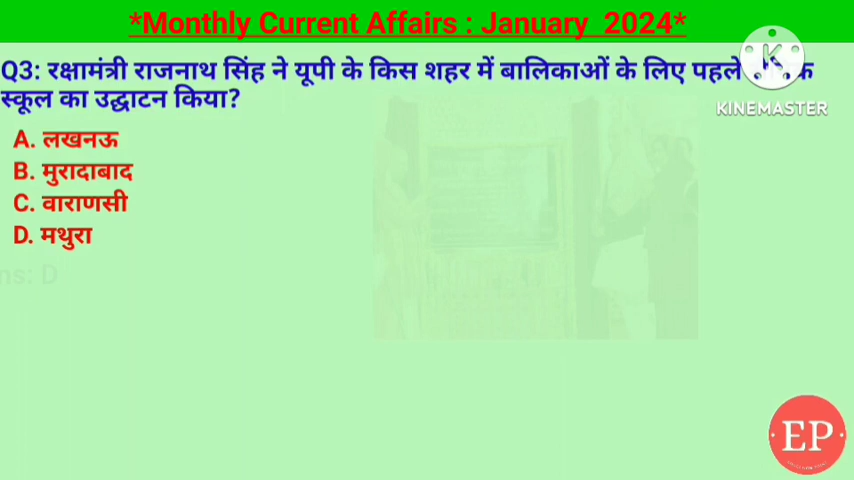 *Monthly Current Affairs : January 2024*
Q3: रक्षामंत्री राजनाथ सिंह ने यूपी के किस शहर में बालिकाओं के लिए पहले
स्कूल का उद्घाटन किया?
KINEMASTER
A. लखनऊ
B. मुरादाबाद
C. वाराणसी
D. मथुरा
ns: D
EP